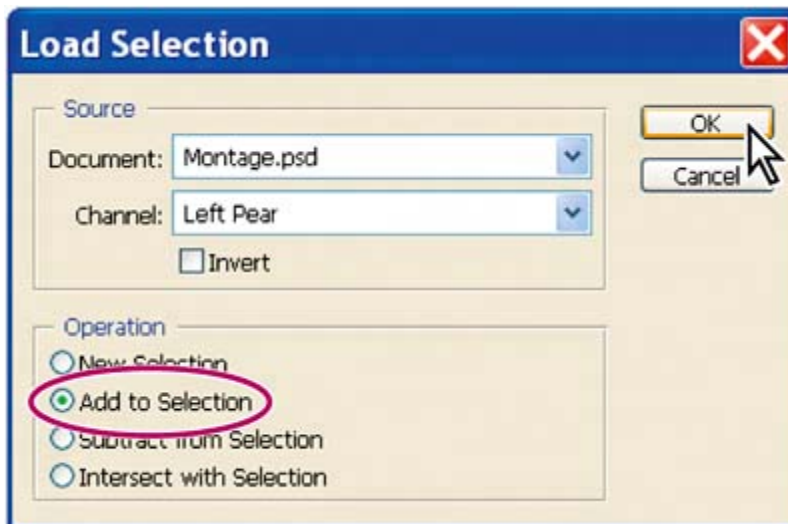 Load Selection
Source
OK
Document: Montage.psd
Cancel
Channel: Left Pear
Invert
Operation
New Selection
Add to Selection
Subtract from Selection
Intersect with Selection